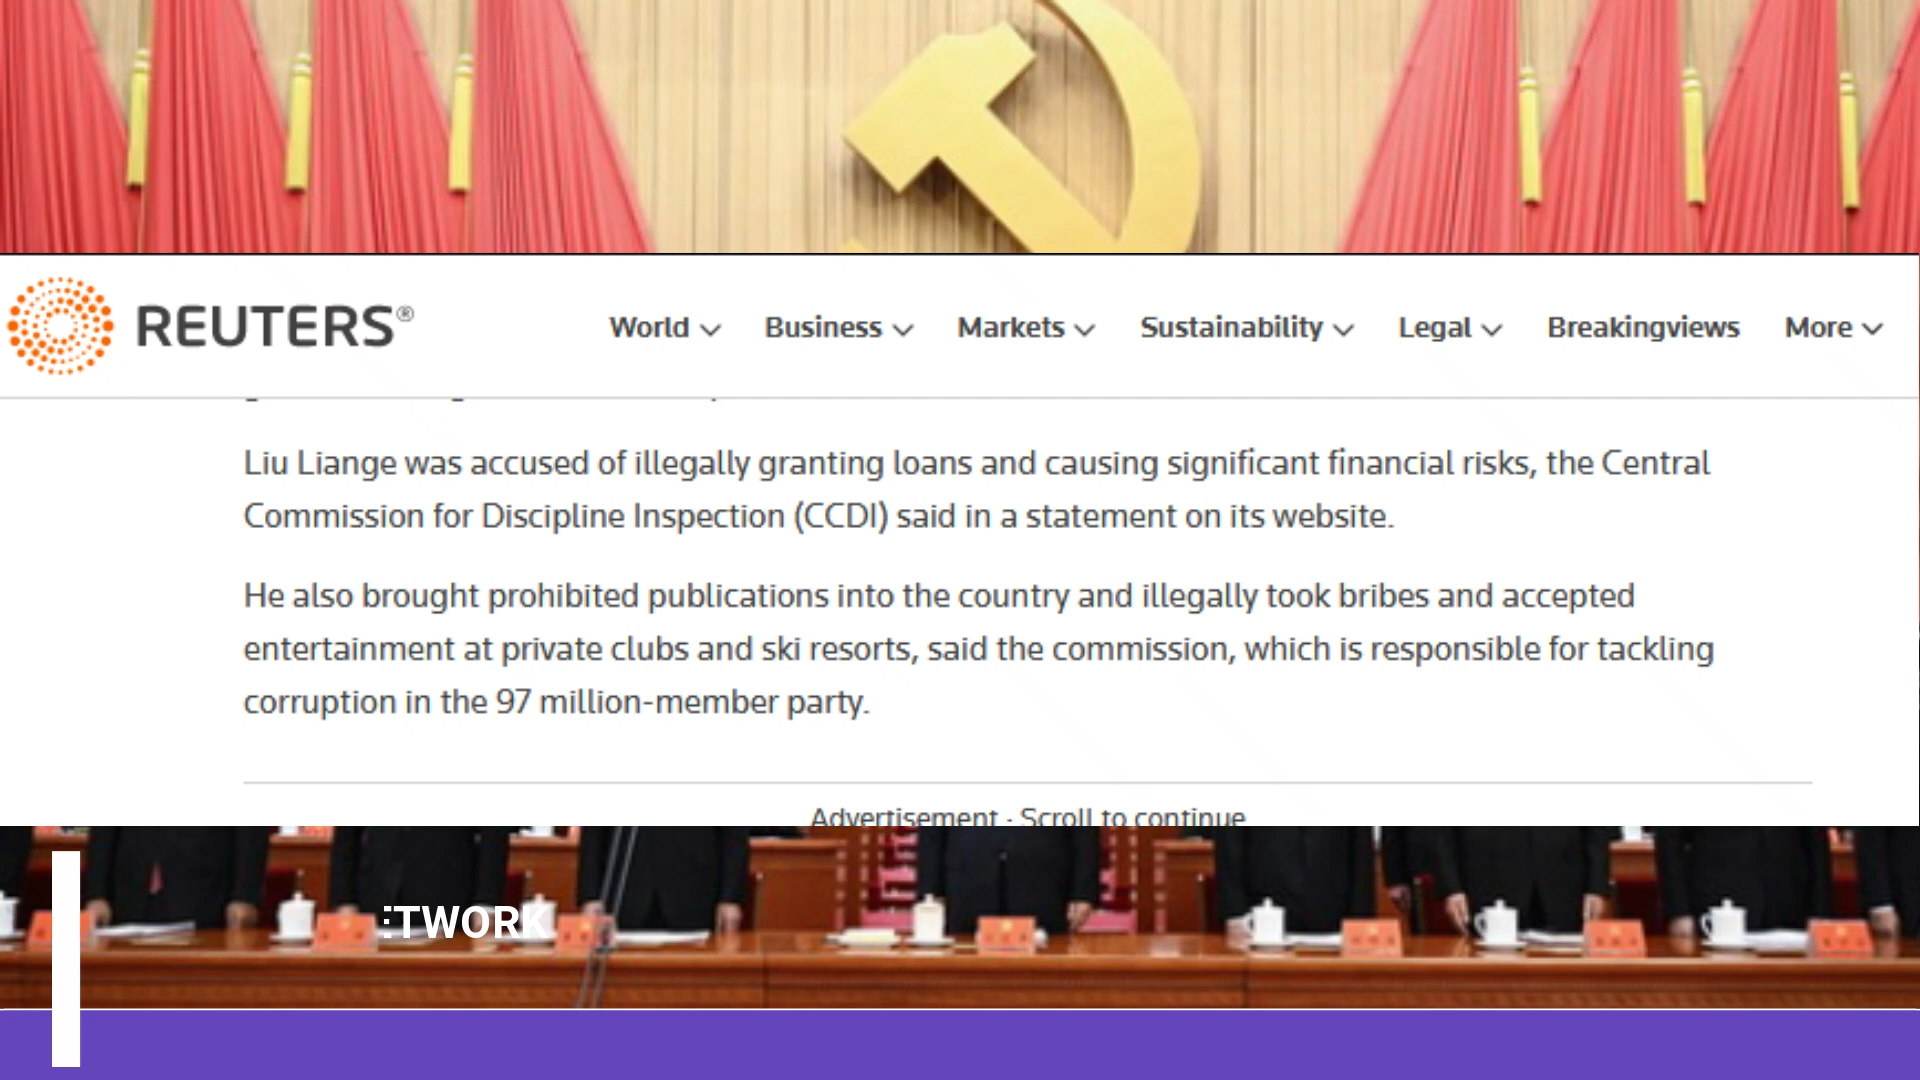 REUTERS®
World Business Markets Sustainability Legal Breakingviews More
Liu Liange was accused of illegally granting loans and causing significant financial risks, the Central
Commission for Discipline Inspection (CCDI) said in a statement on its website.
He also brought prohibited publications into the country and illegally took bribes and accepted
entertainment at private clubs and ski resorts, said the commission, which is responsible for tackling
corruption in the 97 million-member party.
Advertisement · Scroll to continue
ETWORK